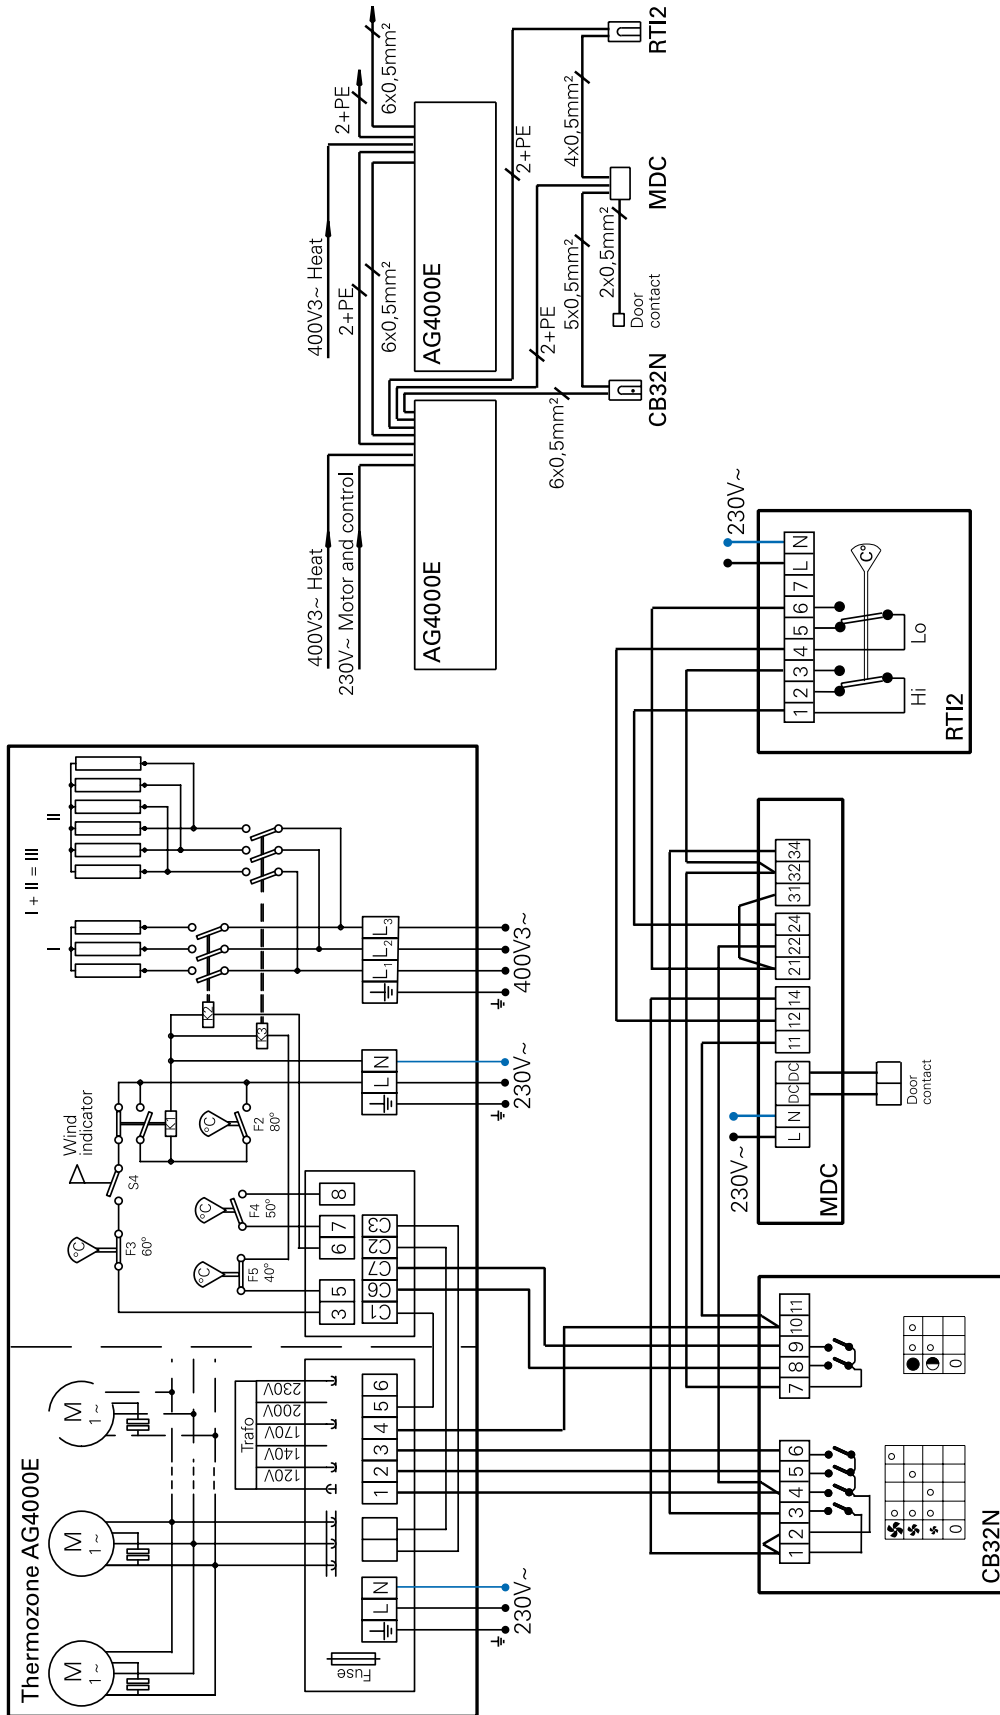 Thermozone AG4000E
M
1~
M
1~
M
1~
Fuse
L N
230V~
Trafo
120V 140V 170V 200V 230V
1 2 3 4 5 6
3 5 6 7 8
C1 C6 C7 C2 C3
°C
F3
60°
°C
F5
40°
°C
F4
50°
S4
Wind
indicator
K1
°C
F2
80°
K2
K3
L N
230V~
L1 L2 L3
400V3~
I
II
I + II = III
400V3~ Heat
230V~ Motor and control
AG4000E
400V3~ Heat
2+PE
6x0,5mm²
AG4000E
2+PE
6x0,5mm²
6x0,5mm²
2+PE
2+PE
5x0,5mm²
2x0,5mm²
4x0,5mm²
Door
contact
CB32N
MDC
RTI2
CB32N
1 2 3 4 5 6
7 8 9 10 11
0
0
MDC
230V~
L N DC DC
11 12 14
21 22 24
31 32 34
Door
contact
RTI2
230V~
1 2 3 4 5 6 7 L N
Hi
Lo
C°